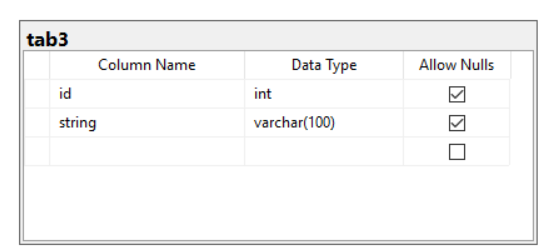 tab3
Column Name Data Type Allow Nulls
id int
string varchar(100)